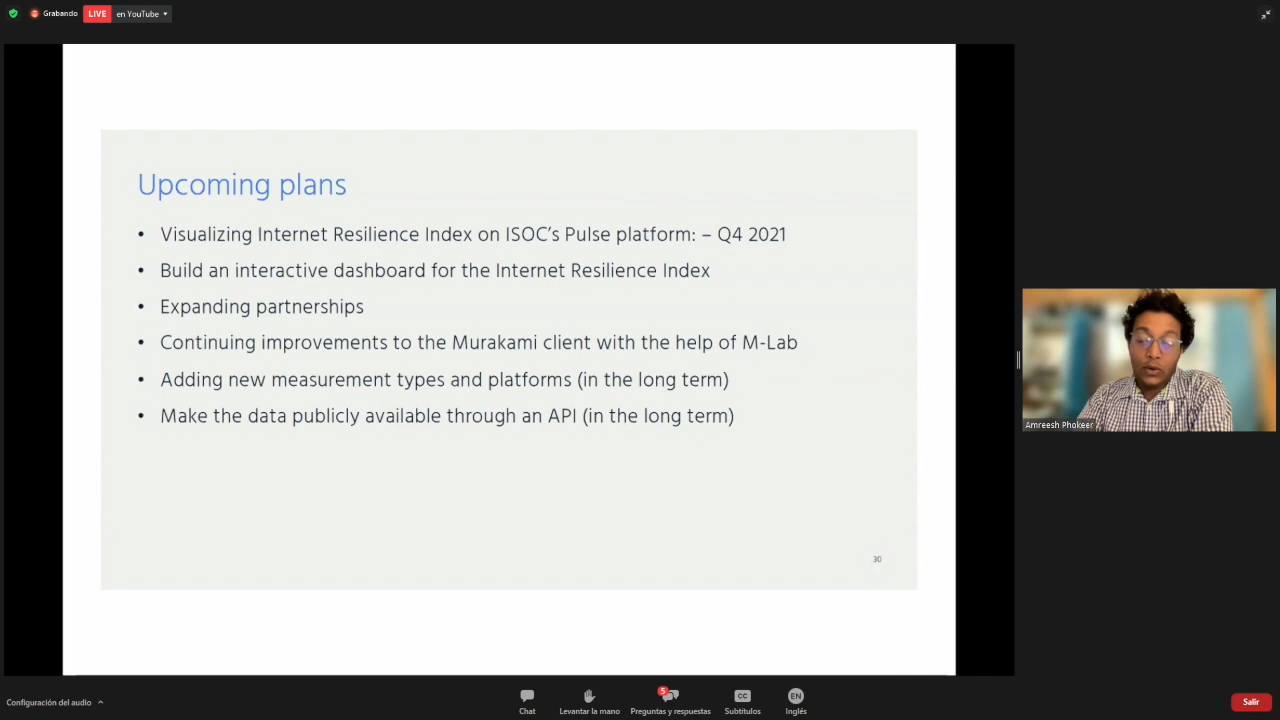 Grabando
LIVE
en YouTube
Upcoming plans
• Visualizing Internet Resilience Index on ISOC's Pulse platform: – Q4 2021
• Build an interactive dashboard for the Internet Resilience Index
• Expanding partnerships
• Continuing improvements to the Murakami client with the help of M-Lab
• Adding new measurement types and platforms (in the long term)
• Make the data publicly available through an API (in the long term)
30
Amreesh Phokeer
Configuración del audio
Chat
Levantar la mano
5
Preguntas y respuestas
CC
Subtítulos
EN
Inglés
Salir